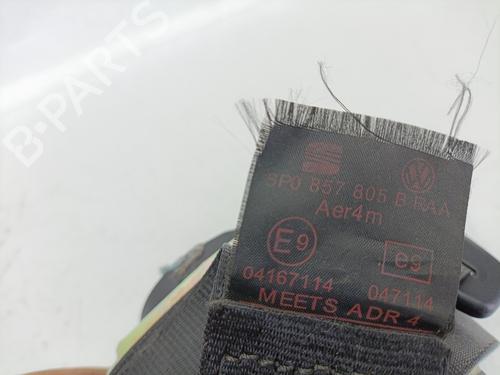 B-PARTS
5P0 857 805 B RAA
Aer4m
E9 e9
04167114 047114
MEETS ADR 4